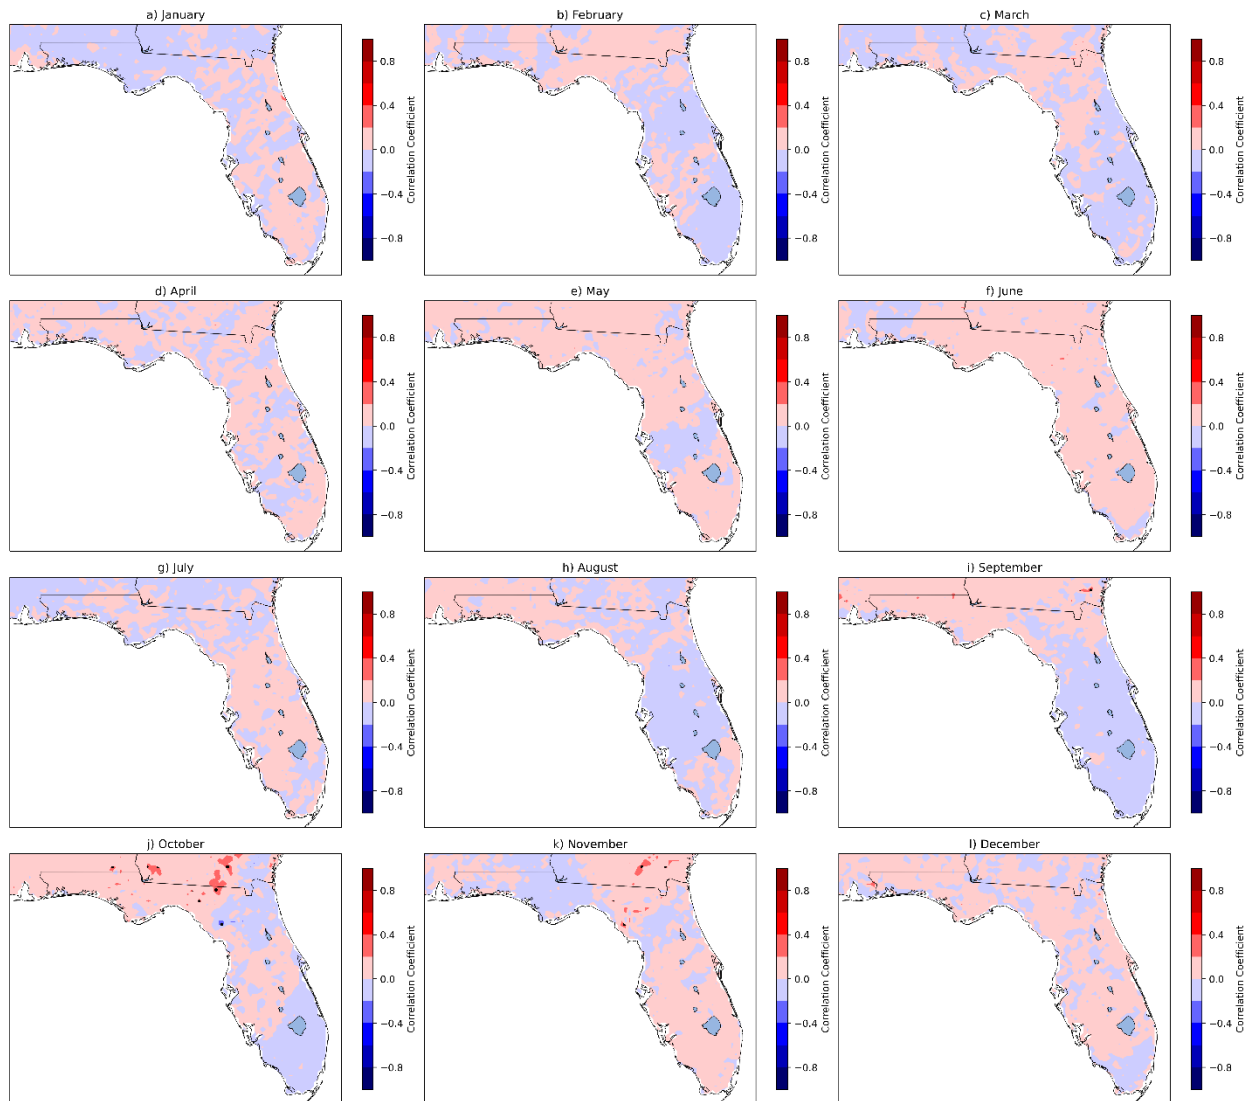 a) January
b) February
c) March
0.8
0.4
0.0
−0.4
−0.8
Correlation Coefficient
0.8
0.4
0.0
−0.4
−0.8
Correlation Coefficient
0.8
0.4
0.0
−0.4
−0.8
Correlation Coefficient
d) April
e) May
f) June
0.8
0.4
0.0
−0.4
−0.8
Correlation Coefficient
0.8
0.4
0.0
−0.4
−0.8
Correlation Coefficient
0.8
0.4
0.0
−0.4
−0.8
Correlation Coefficient
g) July
h) August
i) September
0.8
0.4
0.0
−0.4
−0.8
Correlation Coefficient
0.8
0.4
0.0
−0.4
−0.8
Correlation Coefficient
0.8
0.4
0.0
−0.4
−0.8
Correlation Coefficient
j) October
k) November
l) December
0.8
0.4
0.0
−0.4
−0.8
Correlation Coefficient
0.8
0.4
0.0
−0.4
−0.8
Correlation Coefficient
0.8
0.4
0.0
−0.4
−0.8
Correlation Coefficient